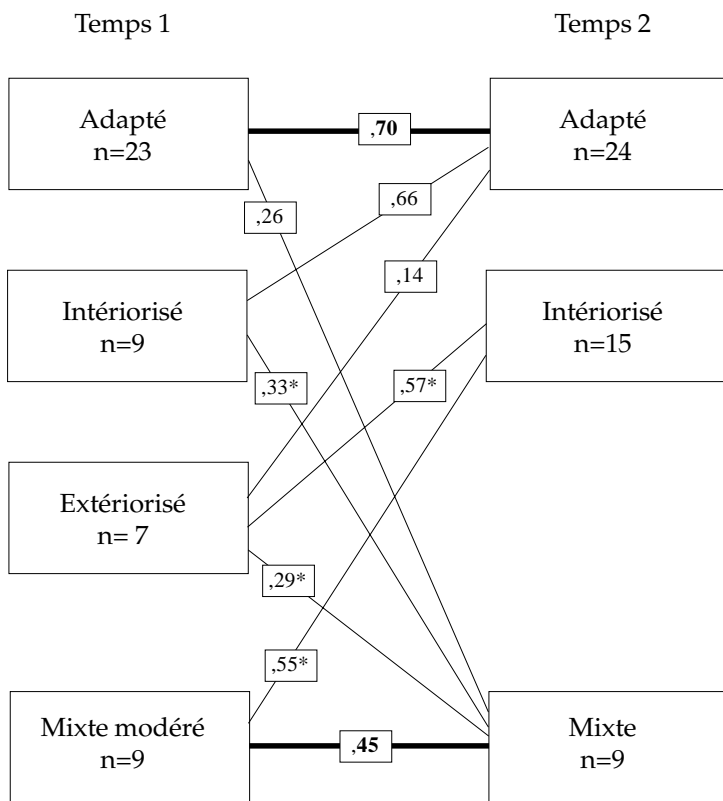 Temps 1
Temps 2
Adapté
n=23
,70
Adapté
n=24
,26
,66
,14
Intériorisé
n=9
Intériorisé
n=15
,33*
,57*
Extériorisé
n= 7
,29*
,55*
Mixte modéré
n=9
,45
Mixte
n=9